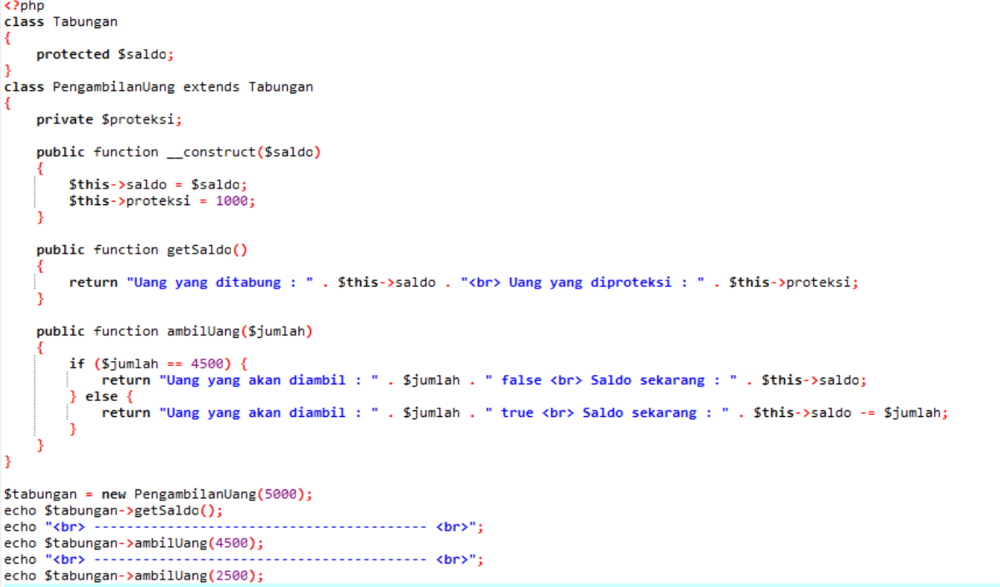 <?php
class Tabungan
{
    protected $saldo;
}
class PengambilanUang extends Tabungan
{
    private $proteksi;
    public function __construct($saldo)
    {
        $this->saldo = $saldo;
        $this->proteksi = 1000;
    }
    public function getSaldo()
    {
        return "Uang yang ditabung : " . $this->saldo . "<br> Uang yang diproteksi : " . $this->proteksi;
    }
    public function ambilUang($jumlah)
    {
        if ($jumlah == 4500) {
            return "Uang yang akan diambil : " . $jumlah . " false <br> Saldo sekarang : " . $this->saldo;
        } else {
            return "Uang yang akan diambil : " . $jumlah . " true <br> Saldo sekarang : " . $this->saldo -= $jumlah;
        }
    }
}
$tabungan = new PengambilanUang(5000);
echo $tabungan->getSaldo();
echo "<br> ----------------------------------------- <br>";
echo $tabungan->ambilUang(4500);
echo "<br> ----------------------------------------- <br>";
echo $tabungan->ambilUang(2500);